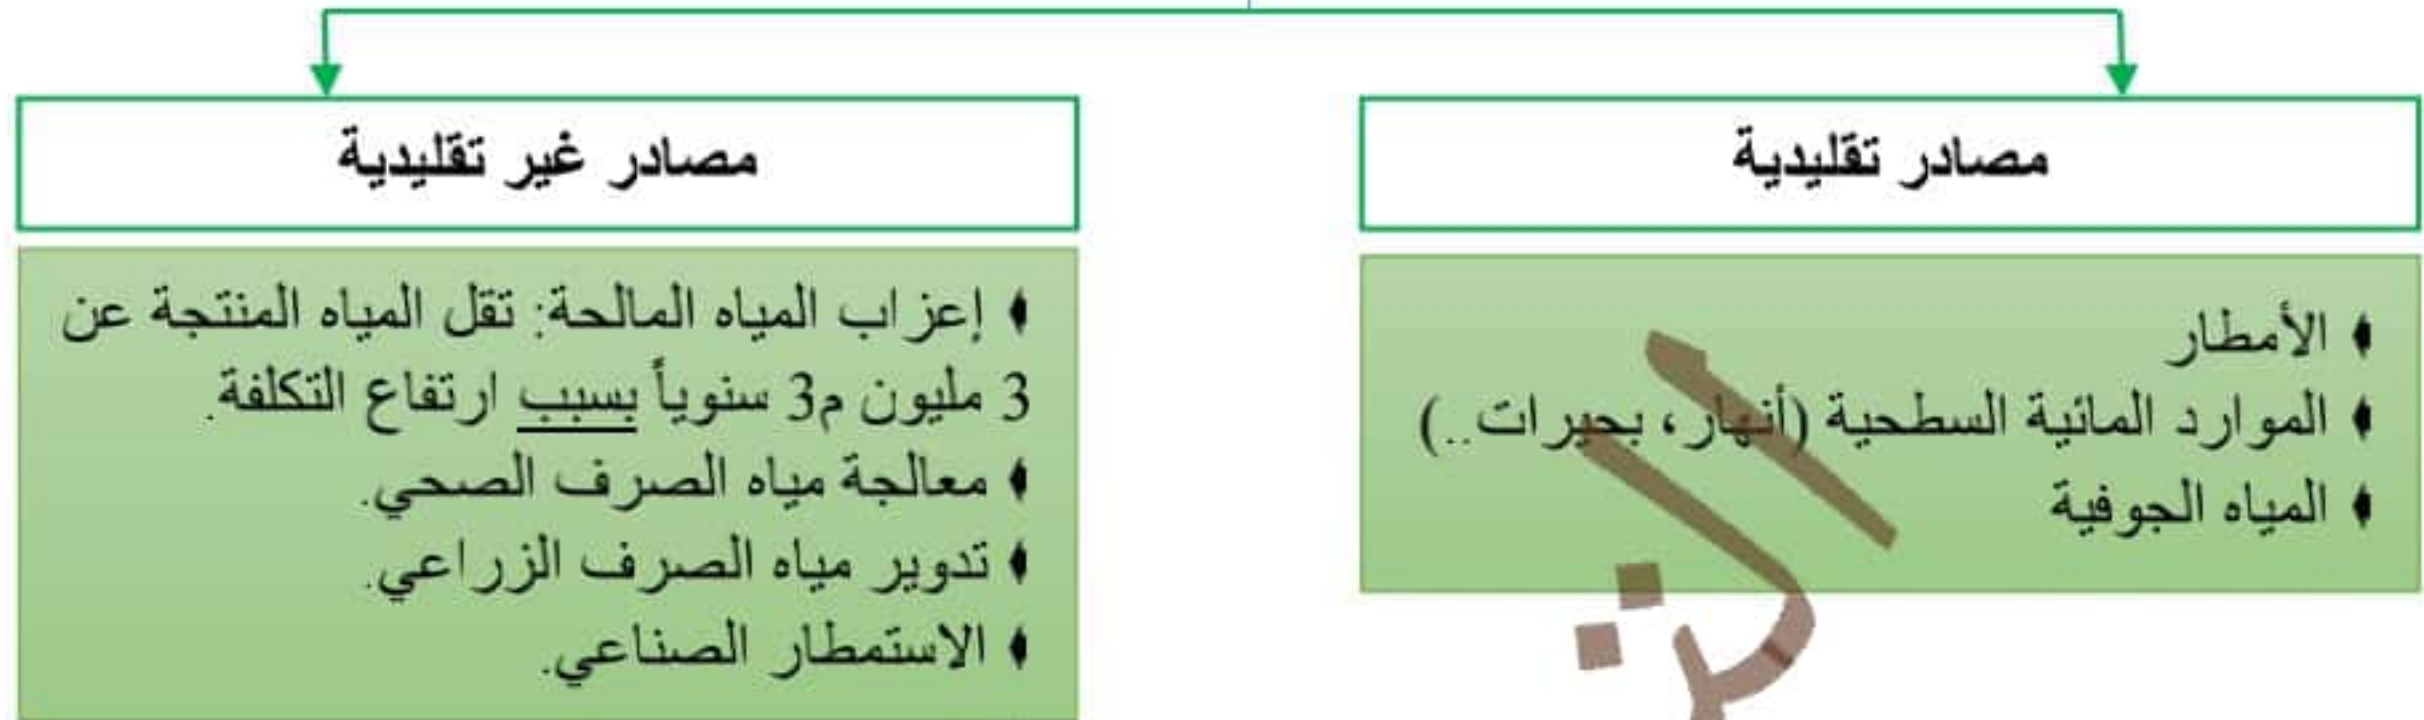 مصادر تقليدية
♦ الأمطار
♦ الموارد المائية السطحية (أنهار، بحيرات..)
♦ المياه الجوفية
مصادر غير تقليدية
♦ إعزاب المياه المالحة: تقل المياه المنتجة عن
3 مليون م3 سنوياً بسبب ارتفاع التكلفة.
♦ معالجة مياه الصرف الصحي.
♦ تدوير مياه الصرف الزراعي.
♦ الاستمطار الصناعي.